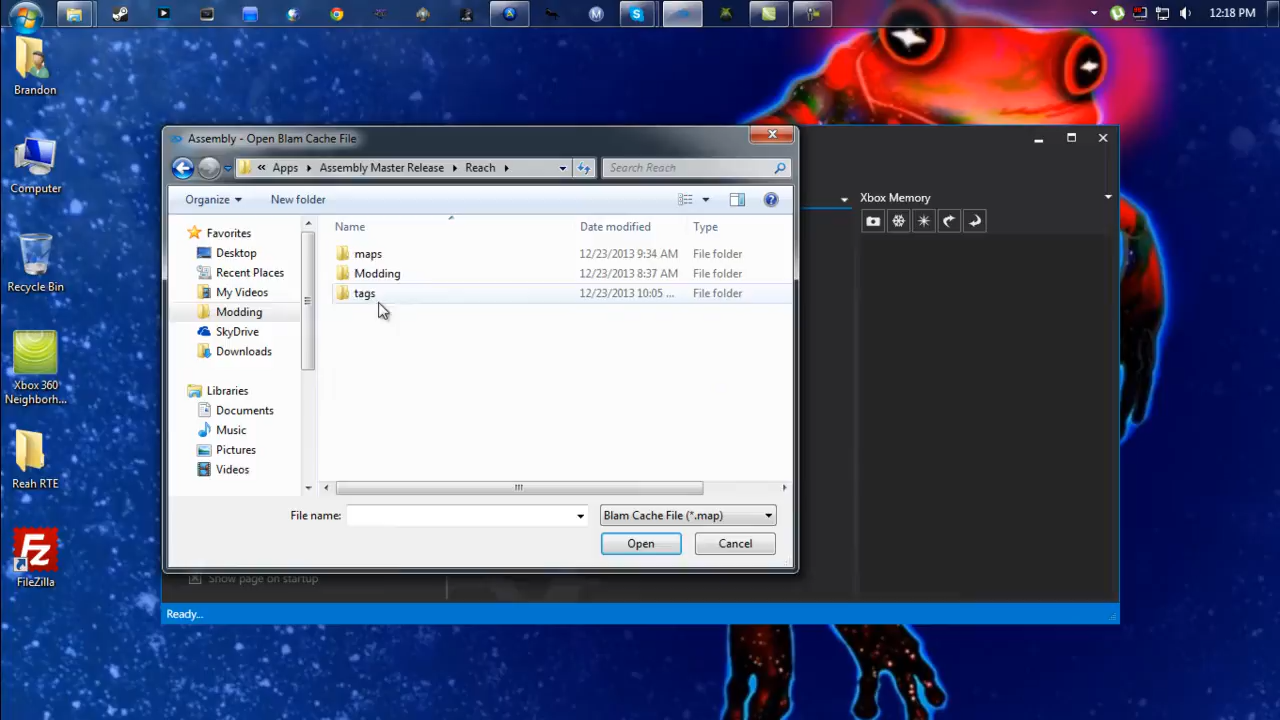 12:18 PM
Brandon
Computer
Recycle Bin
Xbox 360
Neighborh...
Reah RTE
FileZilla
Assembly - Open Blam Cache File
« Apps Assembly Master Release Reach
Search Reach
Organize
New folder
Name
Date modified
Type
Favorites
Desktop
Recent Places
My Videos
Modding
SkyDrive
Downloads
Libraries
Documents
Music
Pictures
Videos
maps 12/23/2013 9:34 AM File folder
Modding 12/23/2013 8:37 AM File folder
tags 12/23/2013 10:05 ... File folder
File name:
Blam Cache File (*.map)
Open
Cancel
Xbox Memory
Show page on startup
Ready...